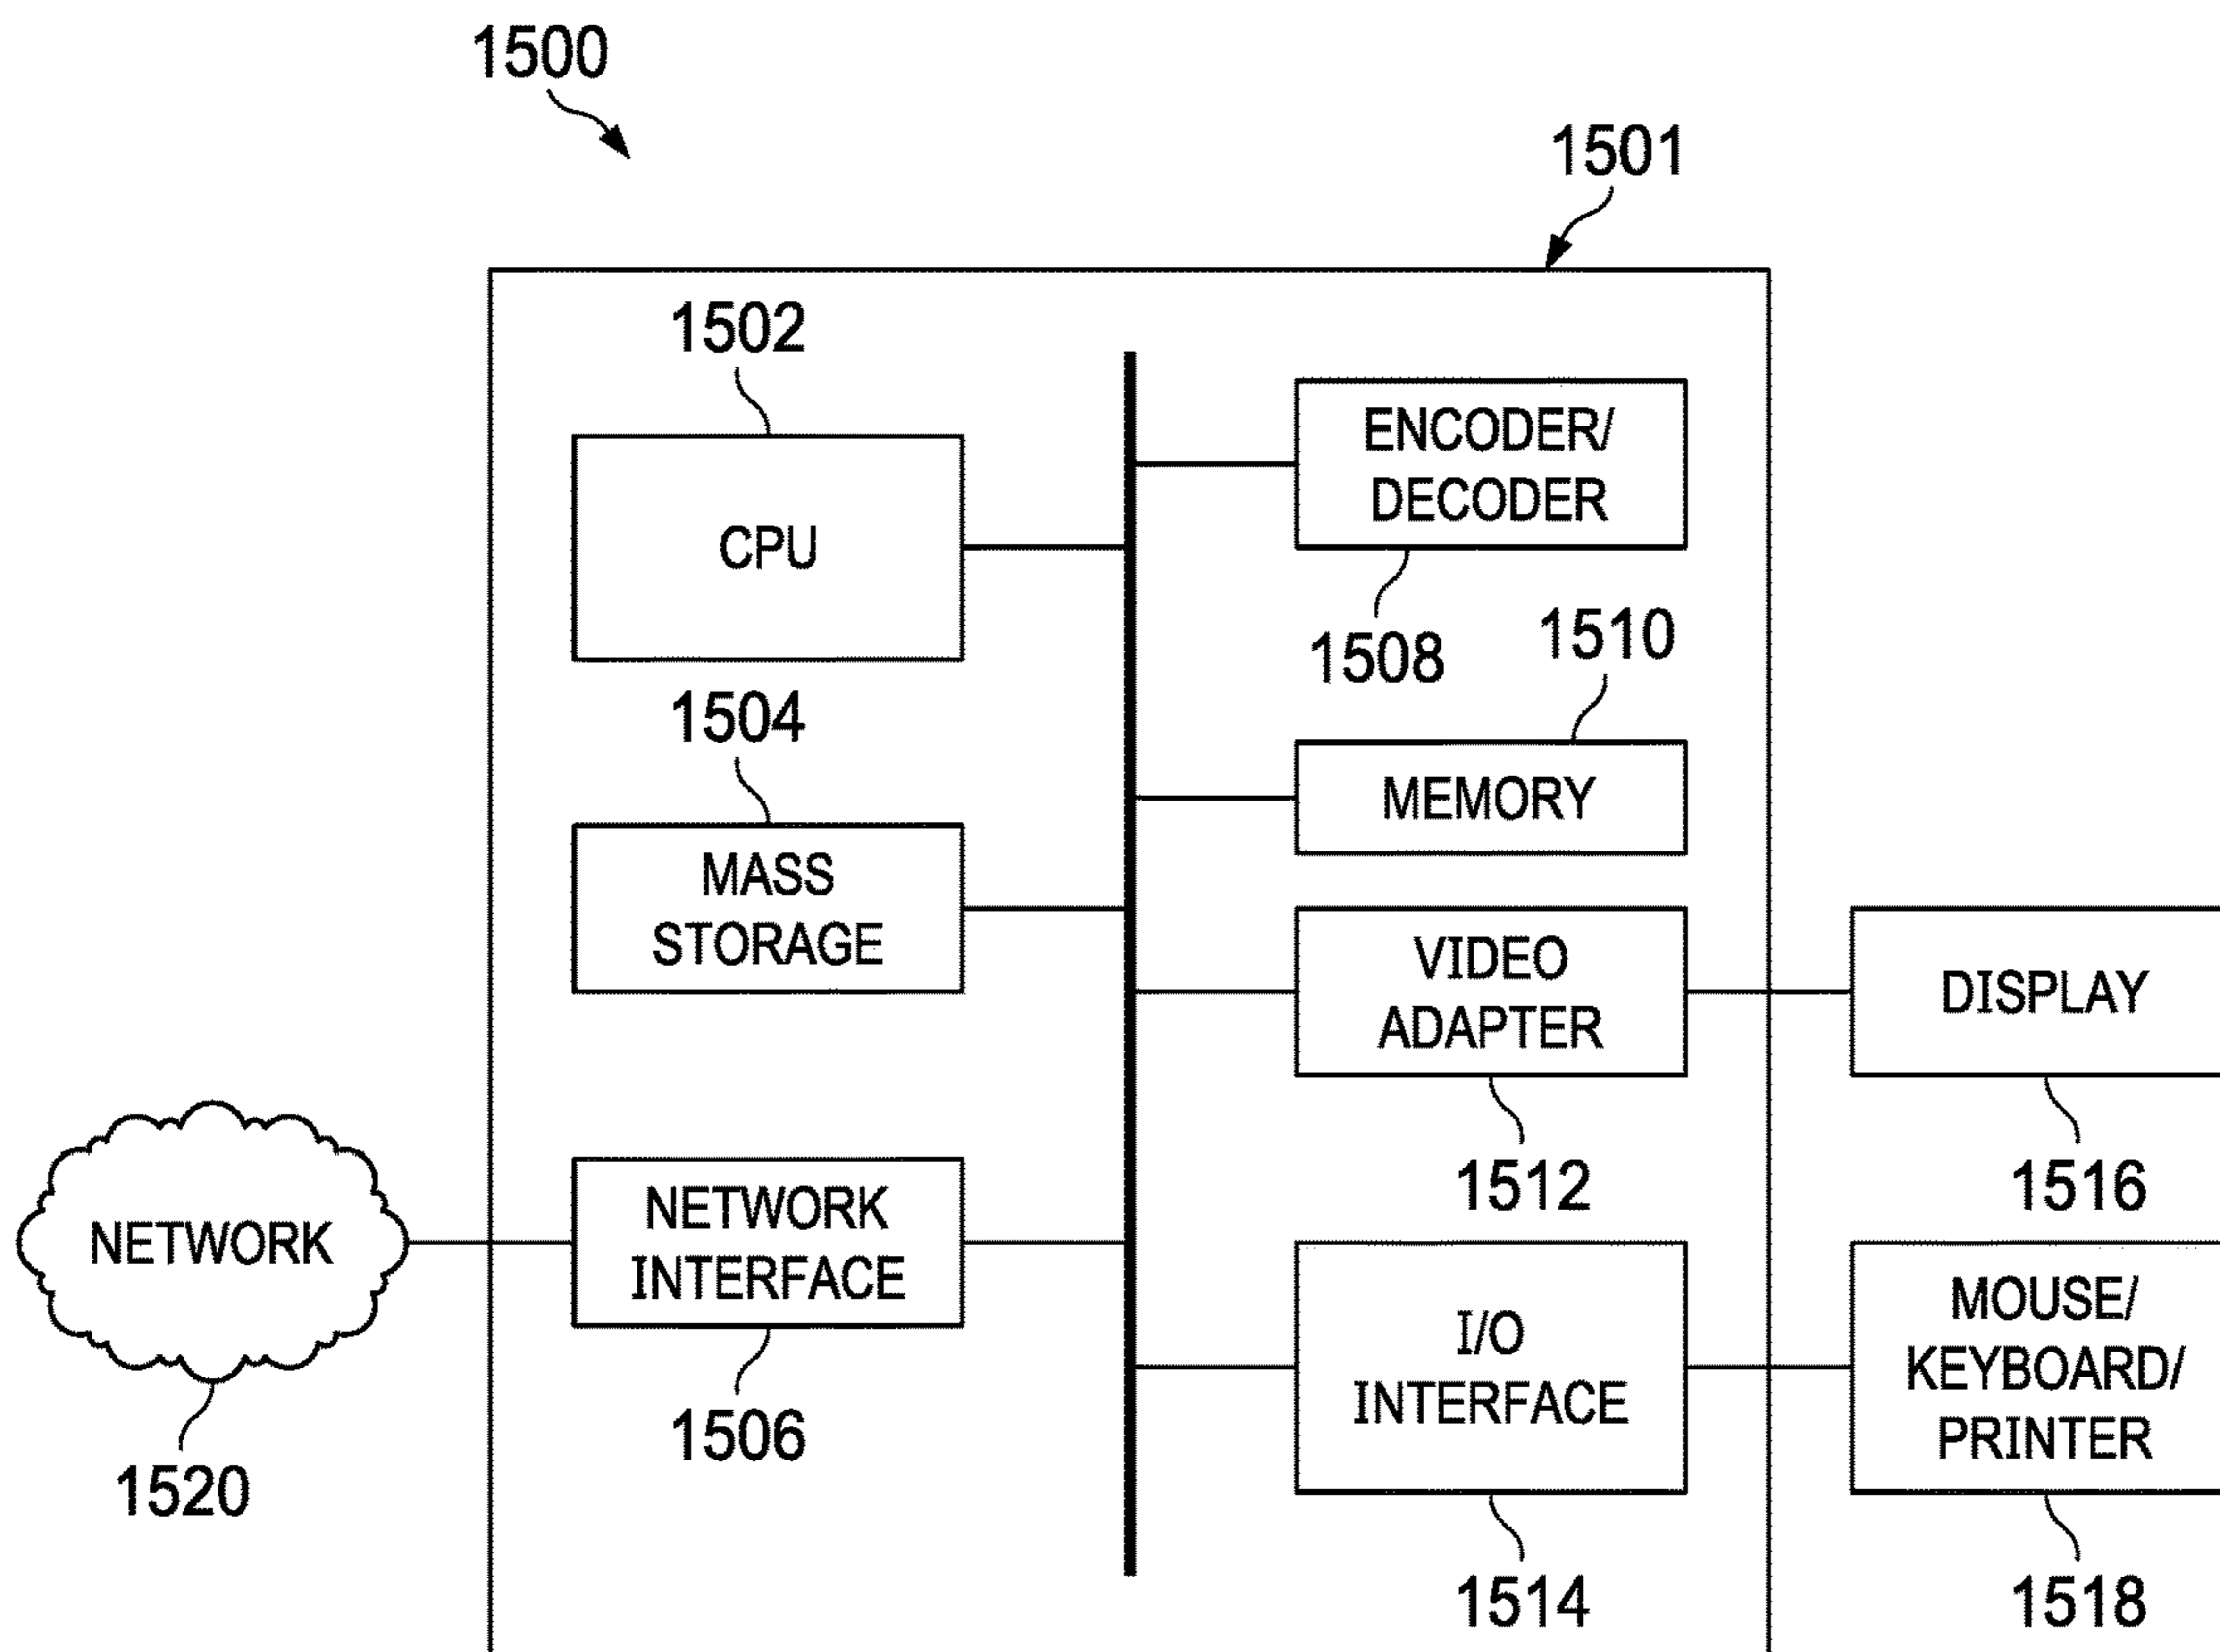 1500
1501
1502
CPU
ENCODER/
DECODER
1508
1510
1504
MEMORY
MASS
STORAGE
VIDEO
ADAPTER
DISPLAY
1512
1516
NETWORK
NETWORK
INTERFACE
I/O
INTERFACE
MOUSE/
KEYBOARD/
PRINTER
1520
1506
1514
1518